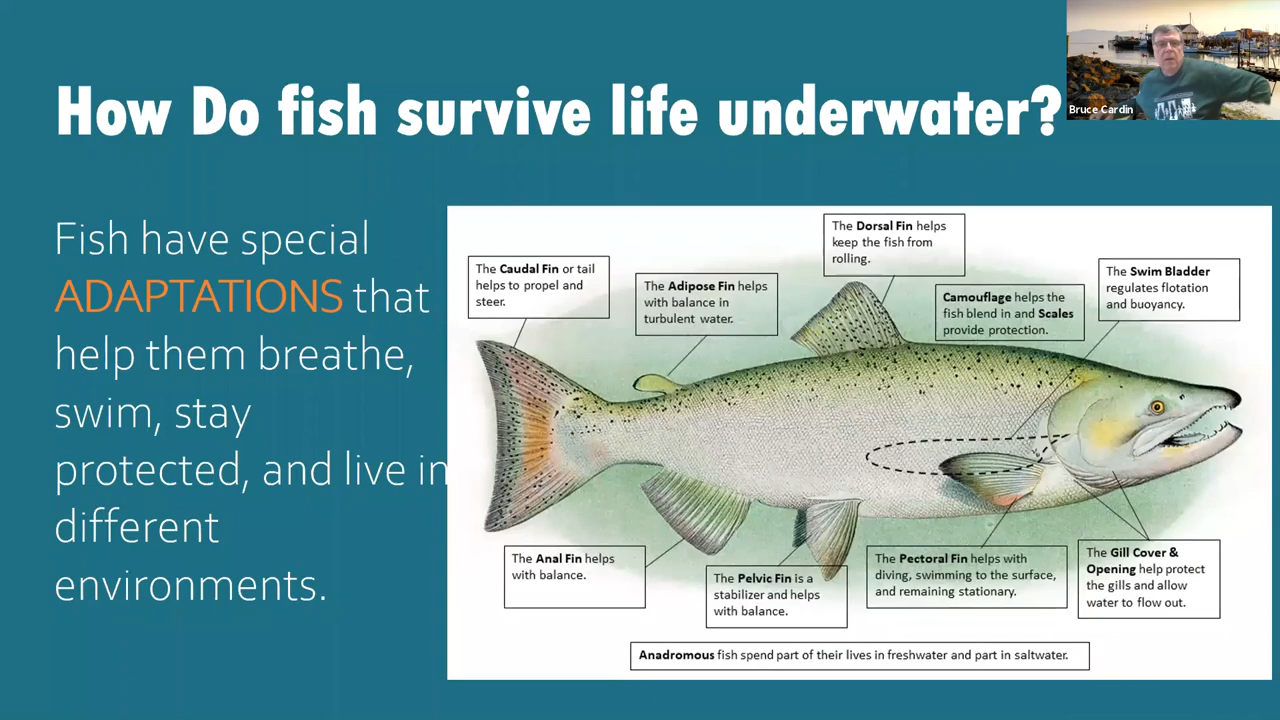 How Do fish survive life underwater?
Bruce Cardin
Fish have special
ADAPTATIONS that
help them breathe,
swim, stay
protected, and live in
different
environments.
The Caudal Fin or tail
helps to propel and
steer.
The Adipose Fin helps
with balance in
turbulent water.
The Dorsal Fin helps
keep the fish from
rolling.
Camouflage helps the
fish blend in and Scales
provide protection.
The Swim Bladder
regulates flotation
and buoyancy.
The Anal Fin helps
with balance.
The Pelvic Fin is a
stabilizer and helps
with balance.
The Pectoral Fin helps with
diving, swimming to the surface,
and remaining stationary.
The Gill Cover &
Opening help protect
the gills and allow
water to flow out.
Anadromous fish spend part of their lives in freshwater and part in saltwater.